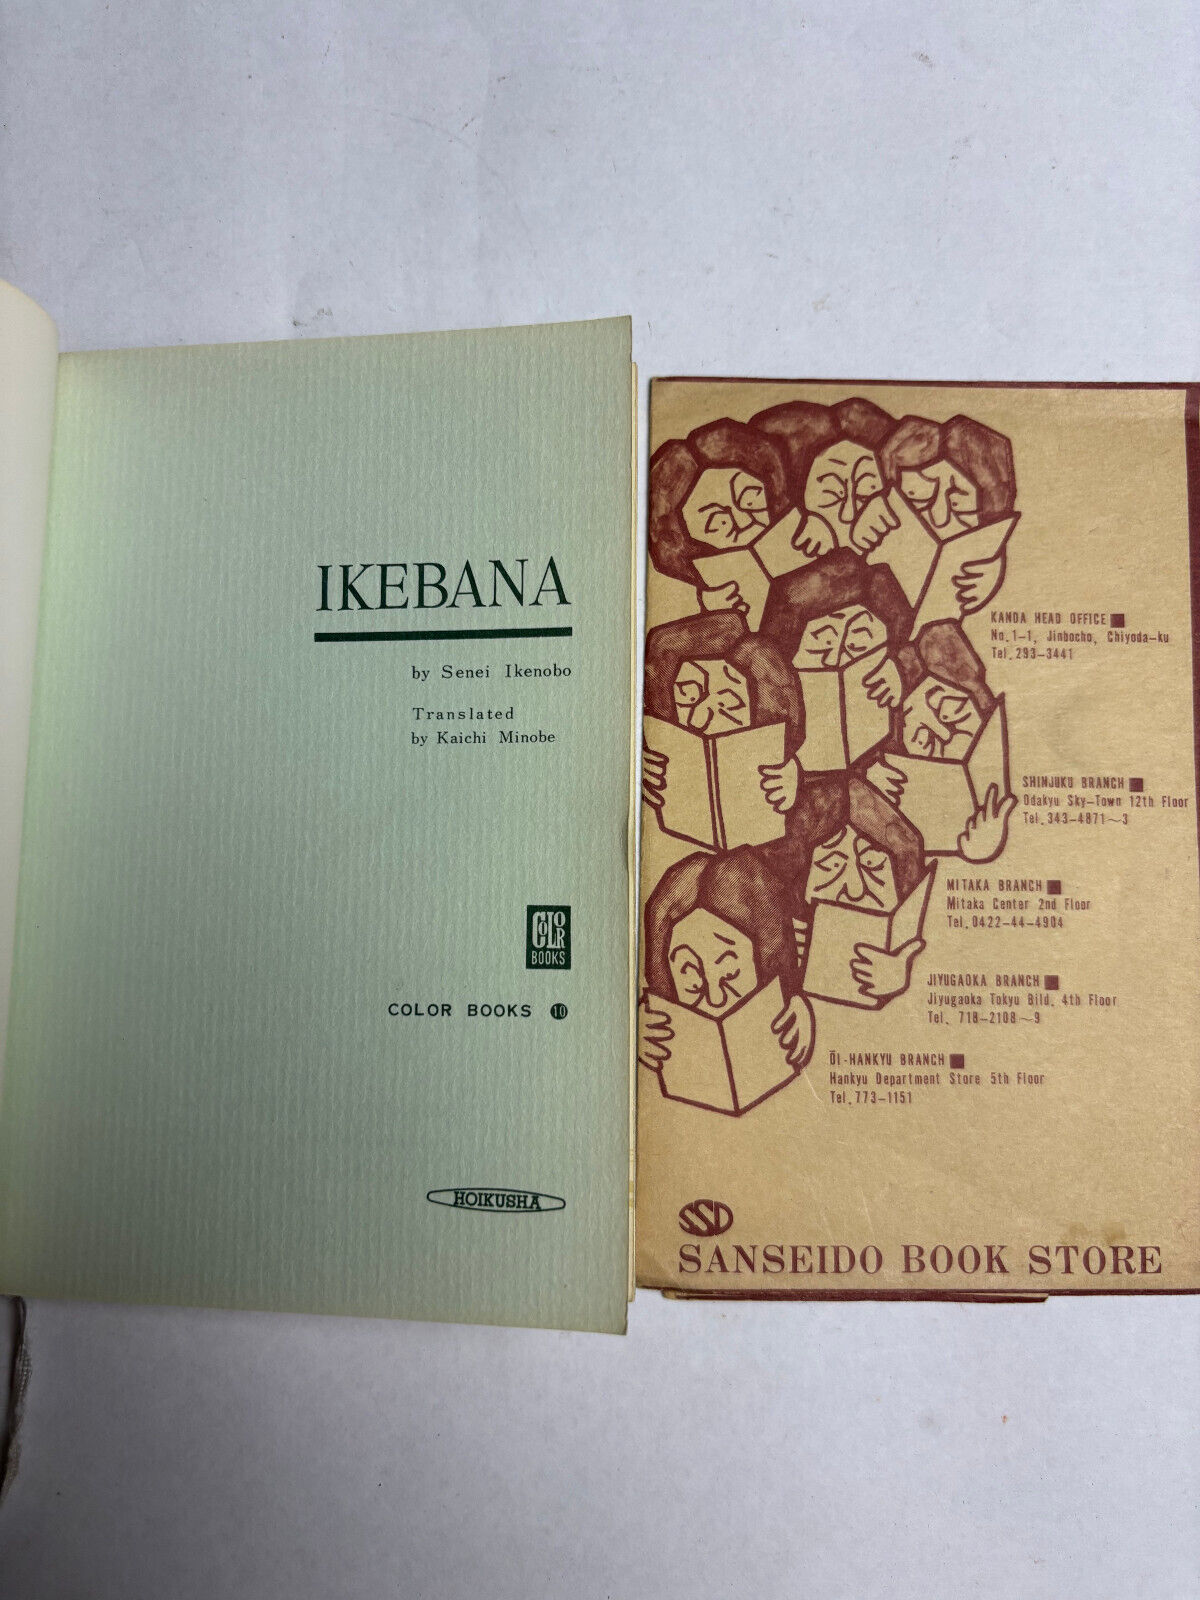 IKEBANA
by Senei Ikenobo
Translated
by Kaichi Minobe
COLOR
BOOKS
COLOR BOOKS 10
HOIKUSHA
KANDA HEAD OFFICE
No.1-1, Jinbocho, Chiyoda-ku
Tel.293-3441
SHINJUKU BRANCH
Odakyu Sky-Town 12th Floor
Tel.343-4871~3
MITAKA BRANCH
Mitaka Center 2nd Floor
Tel.0422-44-4904
JIYUGAOKA BRANCH
Jiyugaoka Tokyu Bild. 4th Floor
Tel. 718-2108~9
ŌI-HANKYU BRANCH
Hankyu Department Store 5th Floor
Tel.773-1151
SSD
SANSEIDO BOOK STORE